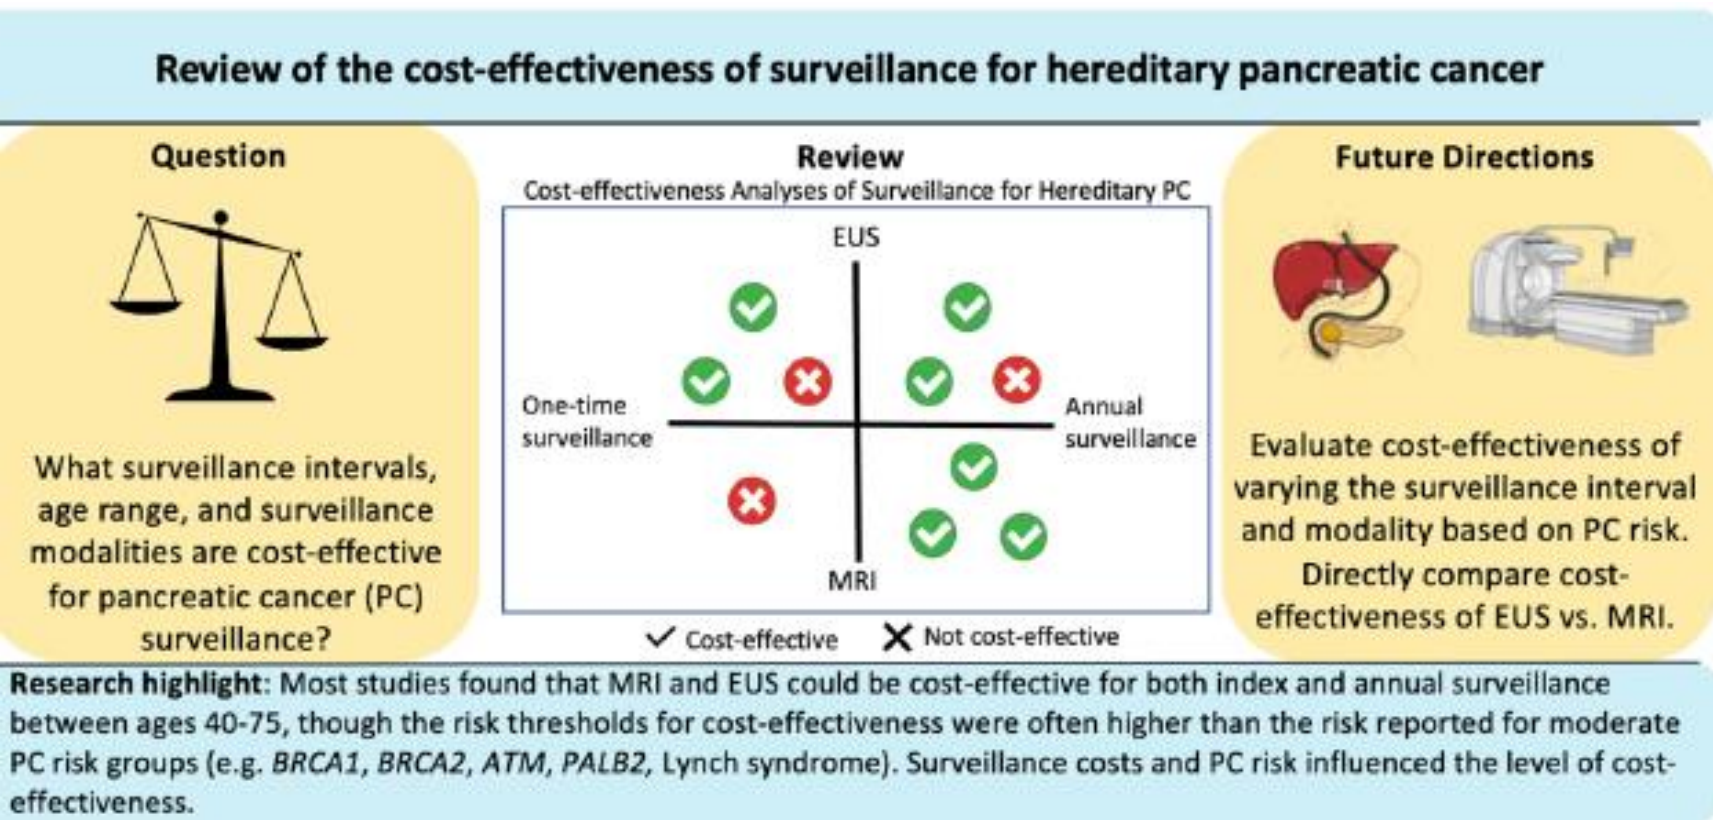 Review of the cost-effectiveness of surveillance for hereditary pancreatic cancer
Question
What surveillance intervals,
age range, and surveillance
modalities are cost-effective
for pancreatic cancer (PC)
surveillance?
Review
Cost-effectiveness Analyses of Surveillance for Hereditary PC
EUS
One-time
surveillance
Annual
surveillance
MRI
Cost-effective
Not cost-effective
Future Directions
Evaluate cost-effectiveness of
varying the surveillance interval
and modality based on PC risk.
Directly compare cost-
effectiveness of EUS vs. MRI.
Research highlight: Most studies found that MRI and EUS could be cost-effective for both index and annual surveillance
between ages 40-75, though the risk thresholds for cost-effectiveness were often higher than the risk reported for moderate
PC risk groups (e.g. BRCA1, BRCA2, ATM, PALB2, Lynch syndrome). Surveillance costs and PC risk influenced the level of cost-
effectiveness.